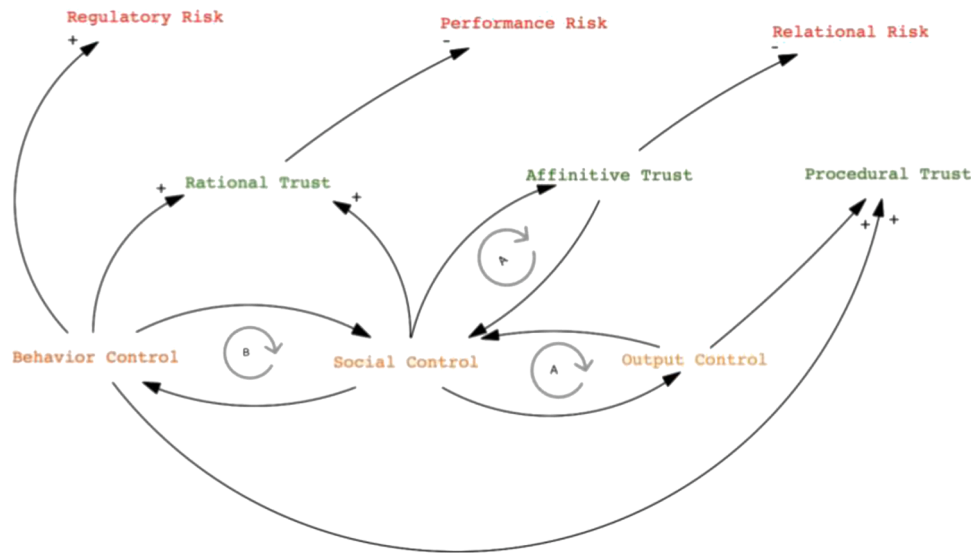 Regulatory Risk
Performance Risk
Relational Risk
+
-
-
Rational Trust
Affinitive Trust
Procedural Trust
+
+
+
+
A
Behavior Control
B
Social Control
A
Output Control